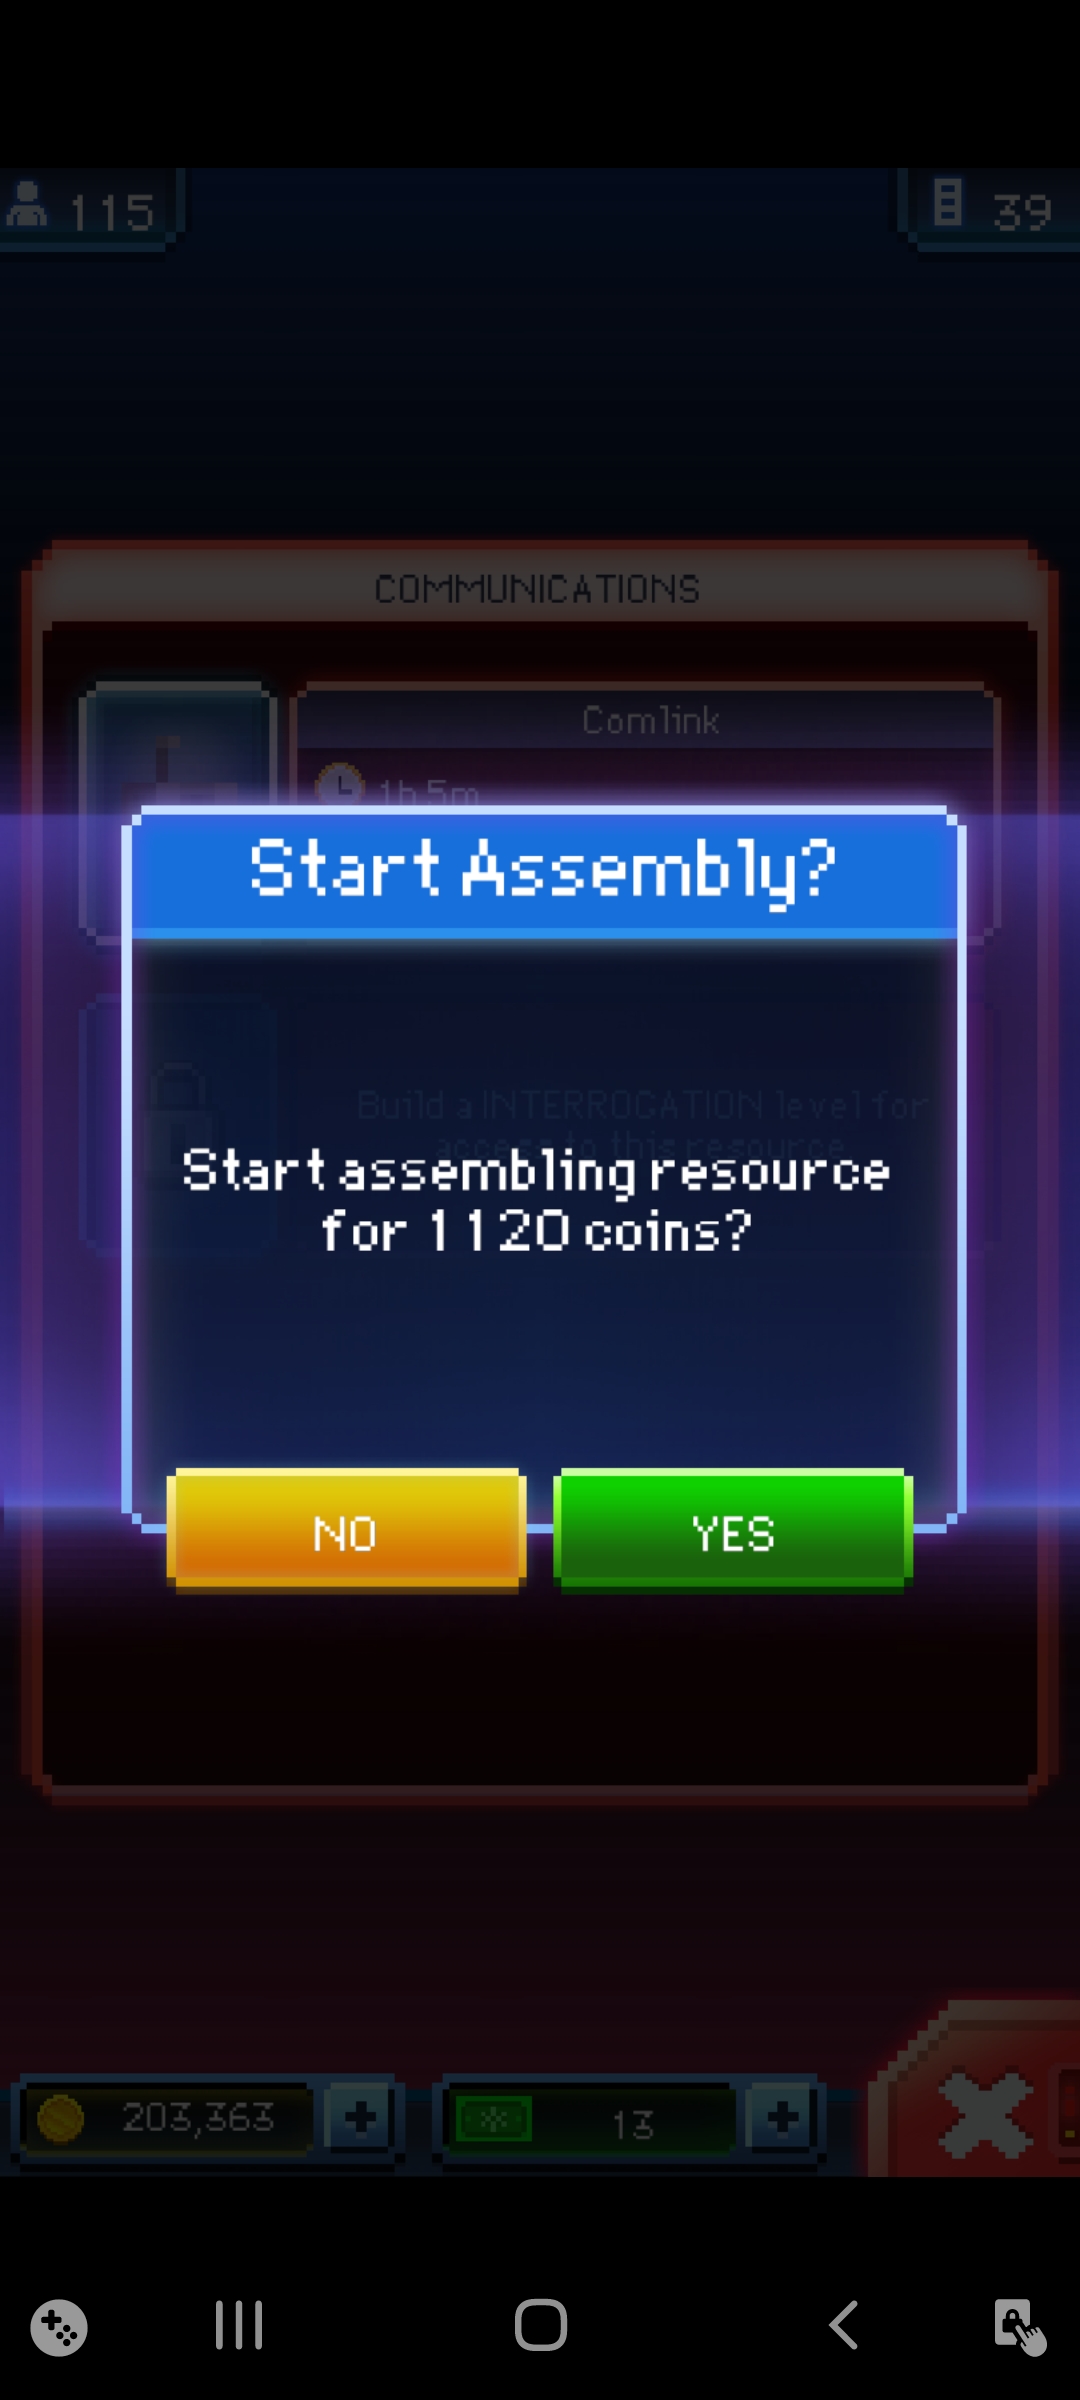 115
39
COMMUNICATIONS
Comlink
1h 5m
Start Assembly?
Build a INTERROGATION level for
access to this resource
Start assembling resource
for 1120 coins?
NO
YES
203,363
13